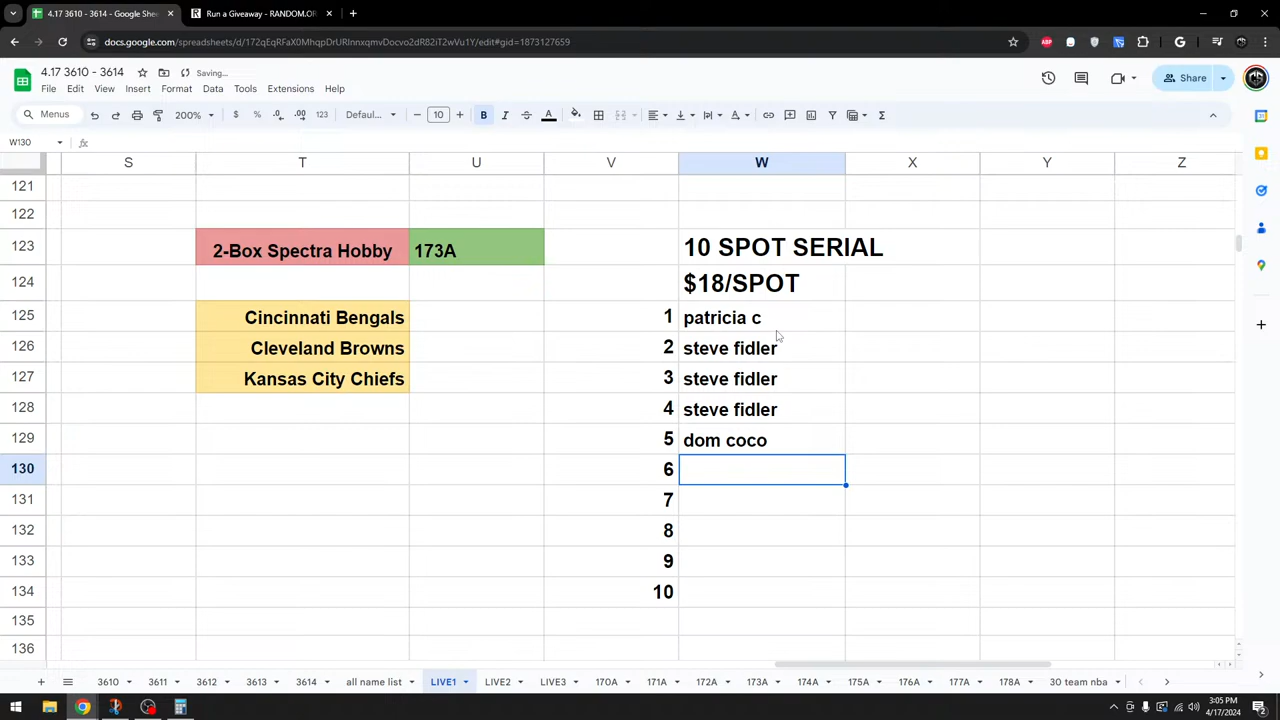 4.17 3610 - 3614 - Google Shee
Run a Giveaway - RANDOM.OR
docs.google.com/spreadsheets/d/172qEqRFaX0MhqpDrURInnxqmvDocvo2dR82iT2wVu1Y/edit#gid=1873127659
4.17 3610 - 3614
Saving...
File Edit View Insert Format Data Tools Extensions Help
Share
Menus
200%
$ % .0 .00 123
Defaul...
10
B I A
W130
fx
S T U V W X Y Z
121
122
123 2-Box Spectra Hobby 173A 10 SPOT SERIAL
124 $18/SPOT
125 Cincinnati Bengals 1 patricia c
126 Cleveland Browns 2 steve fidler
127 Kansas City Chiefs 3 steve fidler
128 4 steve fidler
129 5 dom coco
130 6
131 7
132 8
133 9
134 10
135
136
3610 3611 3612 3613 3614 all name list LIVE1 LIVE2 LIVE3 170A 171A 172A 173A 174A 175A 176A 177A 178A 30 team nba
3:05 PM
4/17/2024